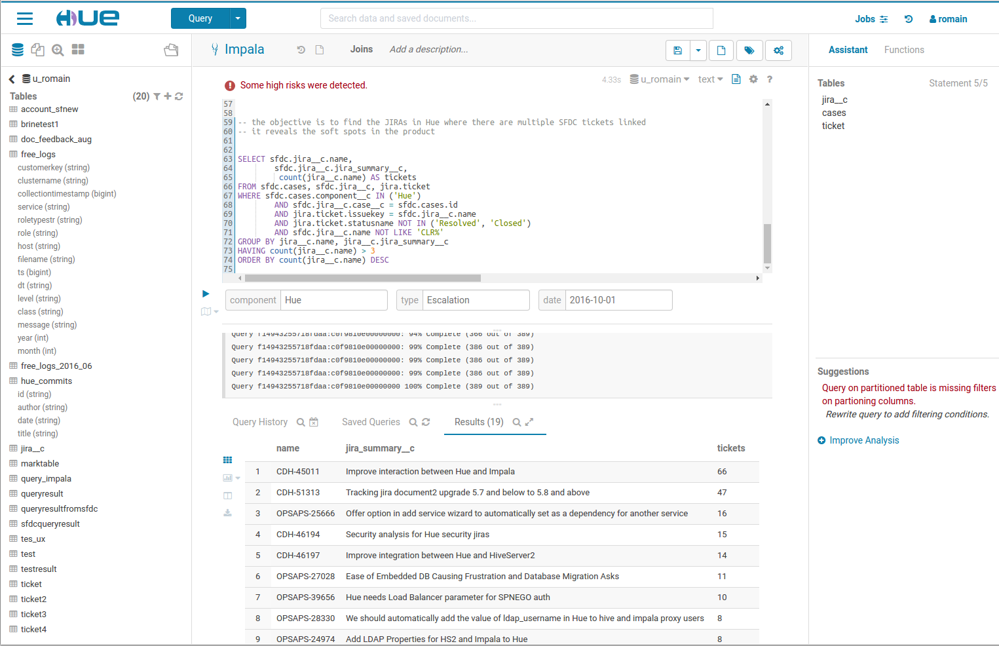 HUE
Query
Search data and saved documents...
Jobs
romain
Impala
Joins
Add a description...
Assistant
Functions
u_romain
Tables
(20)
account_sfnew
brinetest1
doc_feedback_aug
free_logs
customerkey (string)
clustername (string)
collectiontimestamp (bigint)
service (string)
roletypestr (string)
role (string)
host (string)
filename (string)
ts (bigint)
dt (string)
level (string)
class (string)
message (string)
year (int)
month (int)
free_logs_2016_06
hue_commits
id (string)
author (string)
date (string)
title (string)
jira__c
marktable
query_impala
queryresult
queryresultfromsfdc
sfdcqueryresult
tes_ux
test
testresult
ticket
ticket2
ticket3
ticket4
Some high risks were detected.
4.33s
u_romain
text
?
57
58
59 -- the objective is to find the JIRAs in Hue where there are multiple SFDC tickets linked
60 -- it reveals the soft spots in the product
61
62
63 SELECT sfdc.jira__c.name,
64 sfdc.jira__c.jira_summary__c,
65 count(jira__c.name) AS tickets
66 FROM sfdc.cases, sfdc.jira__c, jira.ticket
67 WHERE sfdc.cases.component__c IN ('Hue')
68 AND sfdc.jira__c.case__c = sfdc.cases.id
69 AND jira.ticket.issuekey = sfdc.jira__c.name
70 AND jira.ticket.statusname NOT IN ('Resolved', 'Closed')
71 AND sfdc.jira__c.name NOT LIKE 'CLR%'
72 GROUP BY jira__c.name, jira__c.jira_summary__c
73 HAVING count(jira__c.name) > 3
74 ORDER BY count(jira__c.name) DESC
75
component Hue
type Escalation
date 2016-10-01
Query f14943255718fdaa:c0f9810e00000000: 94% Complete (366 out of 389)
Query f14943255718fdaa:c0f9810e00000000: 99% Complete (386 out of 389)
Query f14943255718fdaa:c0f9810e00000000: 99% Complete (386 out of 389)
Query f14943255718fdaa:c0f9810e00000000: 99% Complete (386 out of 389)
Query f14943255718fdaa:c0f9810e00000000 100% Complete (389 out of 389)
Query History
Saved Queries
Results (19)
name jira_summary__c tickets
1 CDH-45011 Improve interaction between Hue and Impala 66
2 CDH-51313 Tracking jira document2 upgrade 5.7 and below to 5.8 and above 47
3 OPSAPS-25666 Offer option in add service wizard to automatically set as a dependency for another service 16
4 CDH-46194 Security analysis for Hue security jiras 15
5 CDH-46197 Improve integration between Hue and HiveServer2 14
6 OPSAPS-27028 Ease of Embedded DB Causing Frustration and Database Migration Asks 11
7 OPSAPS-39656 Hue needs Load Balancer parameter for SPNEGO auth 10
8 OPSAPS-28330 We should automatically add the value of ldap_username in Hue to hive and impala proxy users 8
9 OPSAPS-24974 Add LDAP Properties for HS2 and Impala to Hue 8
Tables
Statement 5/5
jira__c
cases
ticket
Suggestions
Query on partitioned table is missing filters
on partioning columns.
Rewrite query to add filtering conditions.
Improve Analysis